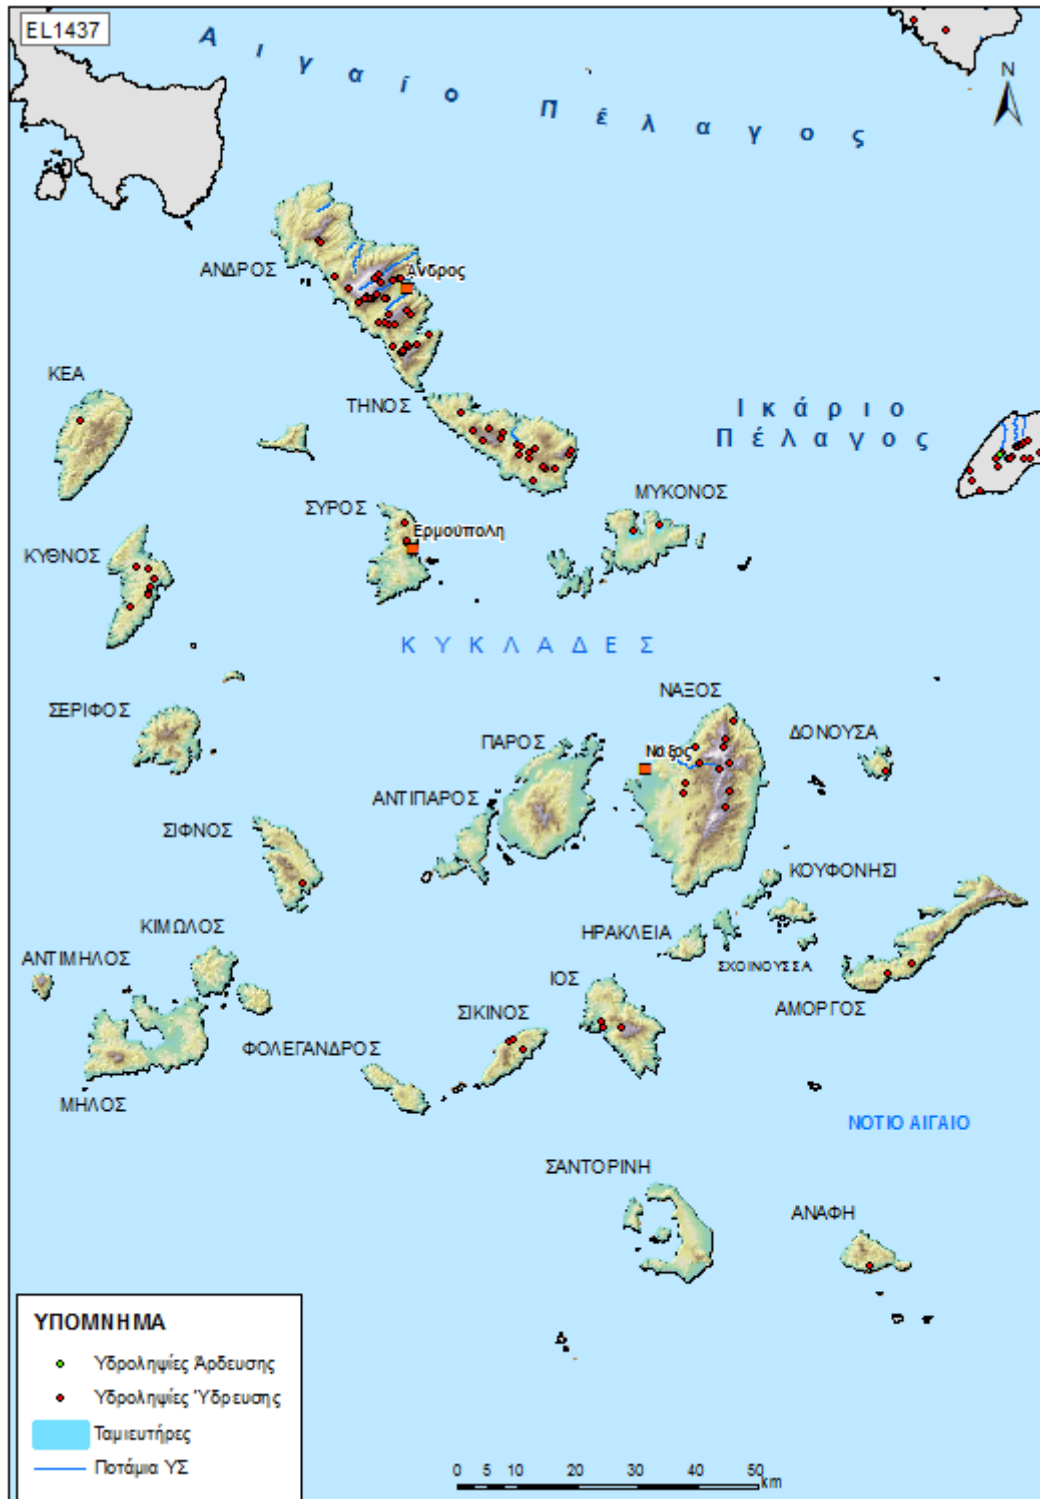 EL1437
Αιγαίο Πέλαγος
N
ΑΝΔΡΟΣ
Άνδρος
ΚΕΑ
ΤΗΝΟΣ
Ικάριο
Πέλαγος
ΣΥΡΟΣ
Ερμούπολη
ΜΥΚΟΝΟΣ
ΚΥΘΝΟΣ
ΚΥΚΛΑΔΕΣ
ΝΑΞΟΣ
ΣΕΡΙΦΟΣ
ΠΑΡΟΣ
Νάξος
ΔΟΝΟΥΣΑ
ΑΝΤΙΠΑΡΟΣ
ΣΙΦΝΟΣ
ΚΟΥΦΟΝΗΣΙ
ΚΙΜΩΛΟΣ
ΗΡΑΚΛΕΙΑ
ΑΝΤΙΜΗΛΟΣ
ΣΧΟΙΝΟΥΣΣΑ
ΙΟΣ
ΣΙΚΙΝΟΣ
ΑΜΟΡΓΟΣ
ΦΟΛΕΓΑΝΔΡΟΣ
ΜΗΛΟΣ
ΝΟΤΙΟ ΑΙΓΑΙΟ
ΣΑΝΤΟΡΙΝΗ
ΑΝΑΦΗ
ΥΠΟΜΝΗΜΑ
Υδροληψίες Άρδευσης
Υδροληψίες Ύδρευσης
Ταμιευτήρες
Ποτάμια ΥΣ
0 5 10 20 30 40 50
km